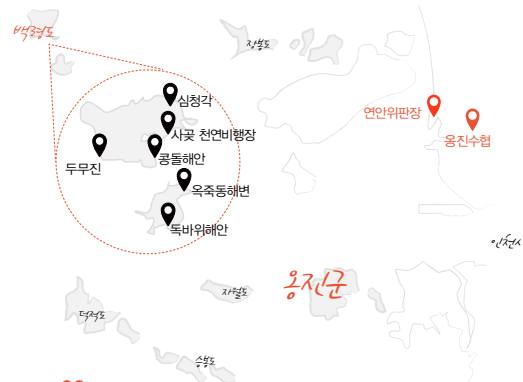 백령도
장봉도
심청각
연안위판장
사곶 천연비행장
옹진수협
콩돌해안
두무진
옥죽동해변
독바위해안
인천시
자월도
옹진군
덕적도
승봉도